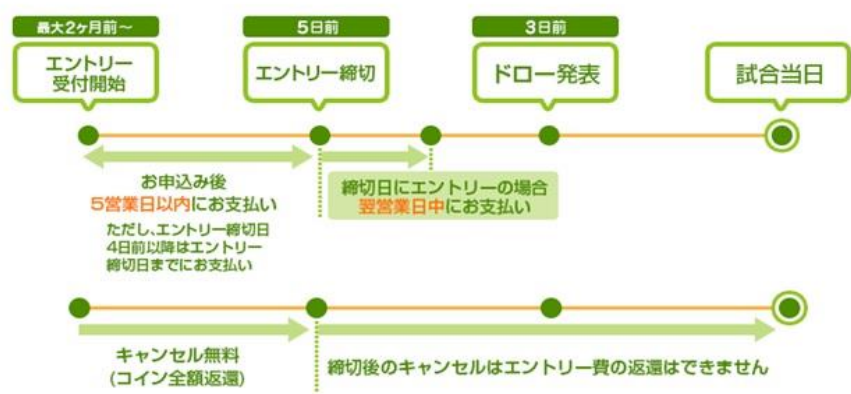 最大2ヶ月前～
エントリー
受付開始
5日前
エントリー締切
3日前
ドロー発表
試合当日
お申込み後
5営業日以内にお支払い
ただし、エントリー締切日
4日前以降はエントリー
締切日までにお支払い
締切日にエントリーの場合
翌営業日中にお支払い
キャンセル無料
(コイン全額返還)
締切後のキャンセルはエントリー費の返還はできません